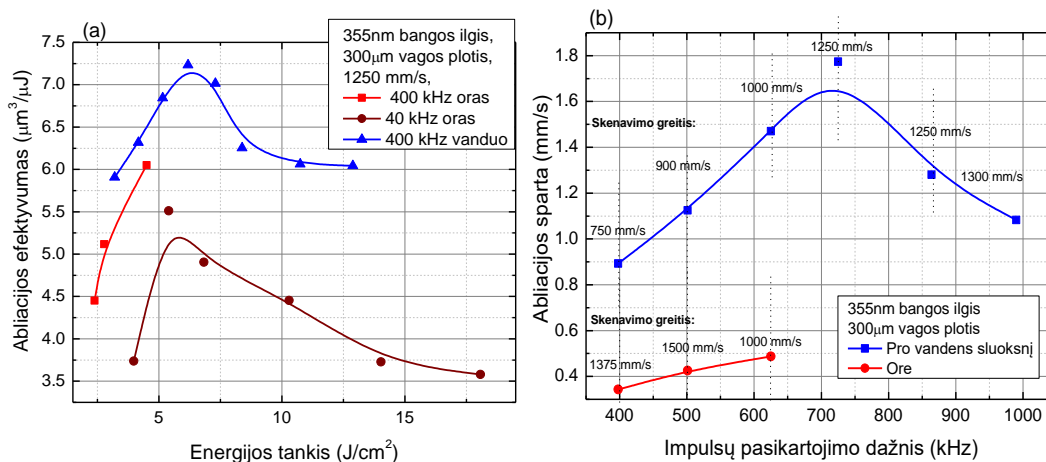 (a)
355nm bangos ilgis,
300μm vagos plotis,
1250 mm/s,
400 kHz oras
40 kHz oras
400 kHz vanduo
Abliacijos efektyvumas (μm³/μJ)
7.5
7.0
6.5
6.0
5.5
5.0
4.5
4.0
3.5
5
10
15
Energijos tankis (J/cm²)
(b)
1250 mm/s
1000 mm/s
Skenavimo greitis:
1250 mm/s
900 mm/s
1300 mm/s
750 mm/s
Skenavimo greitis:
1000 mm/s
1500 mm/s
1375 mm/s
355nm bangos ilgis
300μm vagos plotis
Pro vandens sluoksnį
Ore
Abliacijos sparta (mm/s)
1.8
1.6
1.4
1.2
1.0
0.8
0.6
0.4
400
500
600
700
800
900
1000
Impulsų pasikartojimo dažnis (kHz)